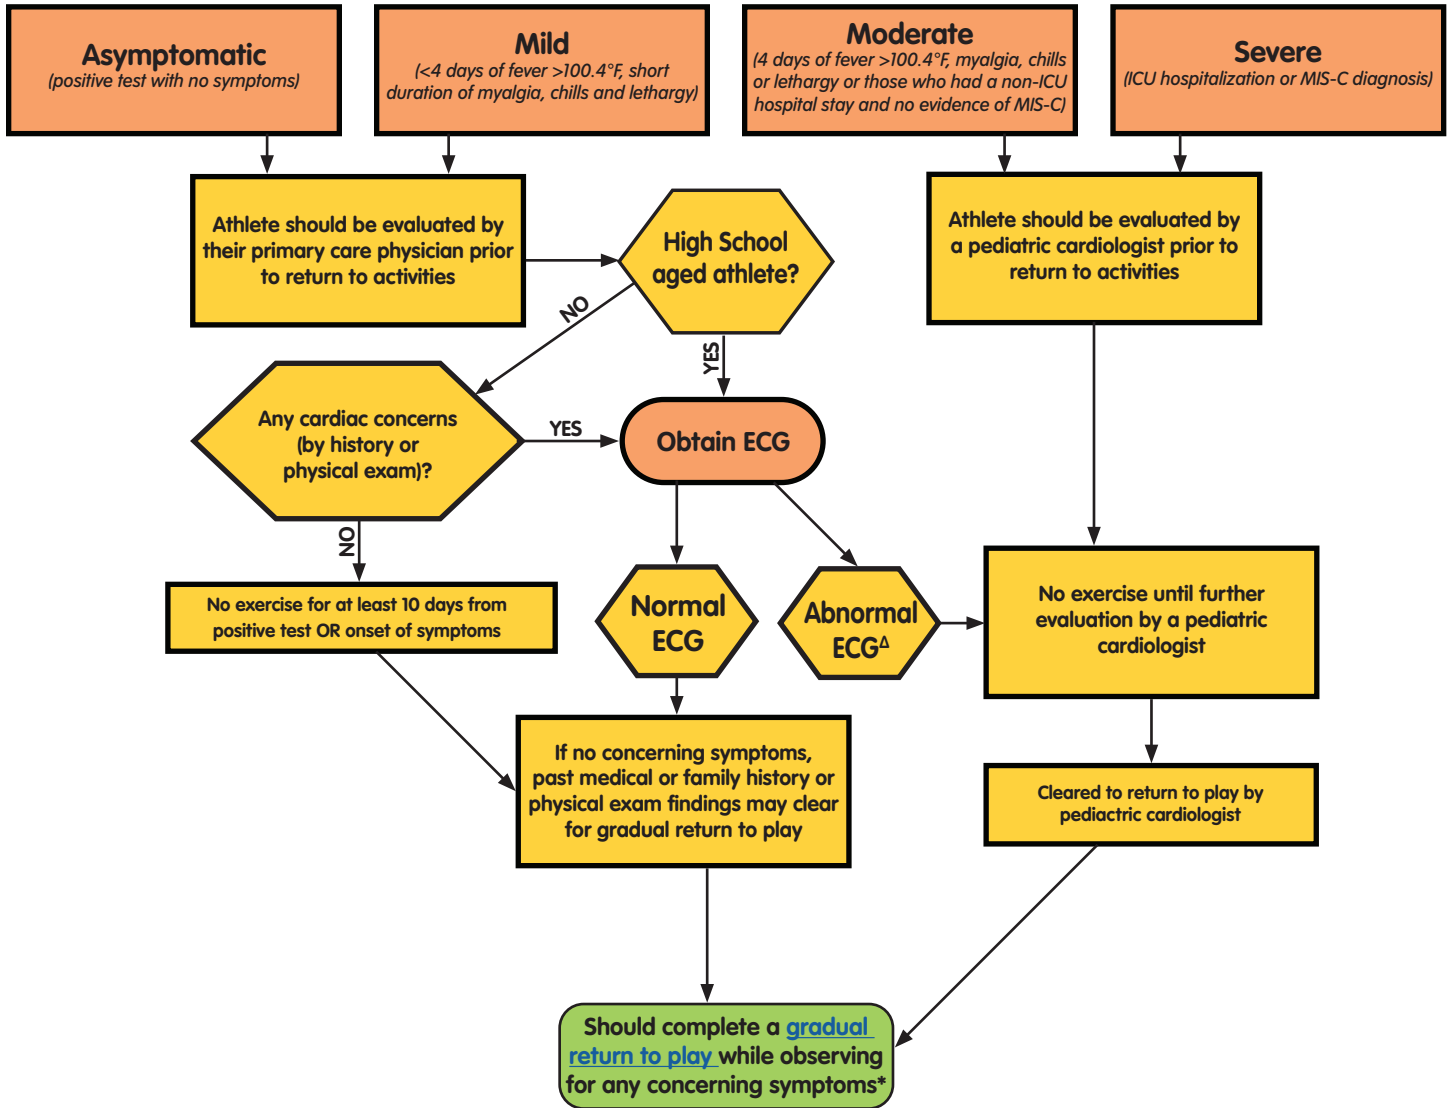 Asymptomatic
(positive test with no symptoms)
Mild
(<4 days of fever >100.4°F, short
duration of myalgia, chills and lethargy)
Moderate
(4 days of fever >100.4°F, myalgia, chills
or lethargy or those who had a non-ICU
hospital stay and no evidence of MIS-C)
Severe
(ICU hospitalization or MIS-C diagnosis)
Athlete should be evaluated by
their primary care physician prior
to return to activities
High School
aged athlete?
Athlete should be evaluated by
a pediatric cardiologist prior to
return to activities
NO
YES
Any cardiac concerns
(by history or
physical exam)?
YES
Obtain ECG
NO
No exercise for at least 10 days from
positive test OR onset of symptoms
Normal
ECG
Abnormal
ECGΔ
No exercise until further
evaluation by a pediatric
cardiologist
If no concerning symptoms,
past medical or family history or
physical exam findings may clear
for gradual return to play
Cleared to return to play by
pediactric cardiologist
Should complete a gradual
return to play while observing
for any concerning symptoms*